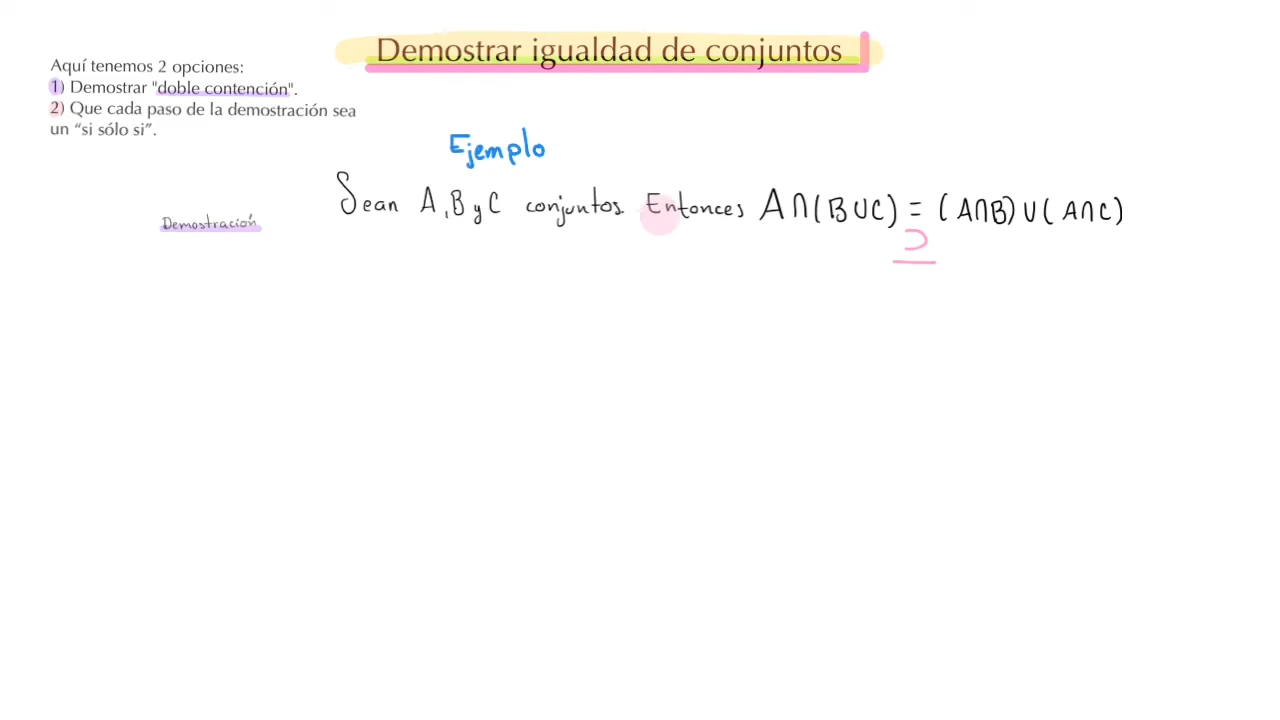 Demostrar igualdad de conjuntos
Aquí tenemos 2 opciones:
1) Demostrar "doble contención".
2) Que cada paso de la demostración sea
un “si sólo si”.
Ejemplo
Sean A, B y C conjuntos. Entonces A∩(B∪C) = (A∩B)∪(A∩C)
⊃
Demostración